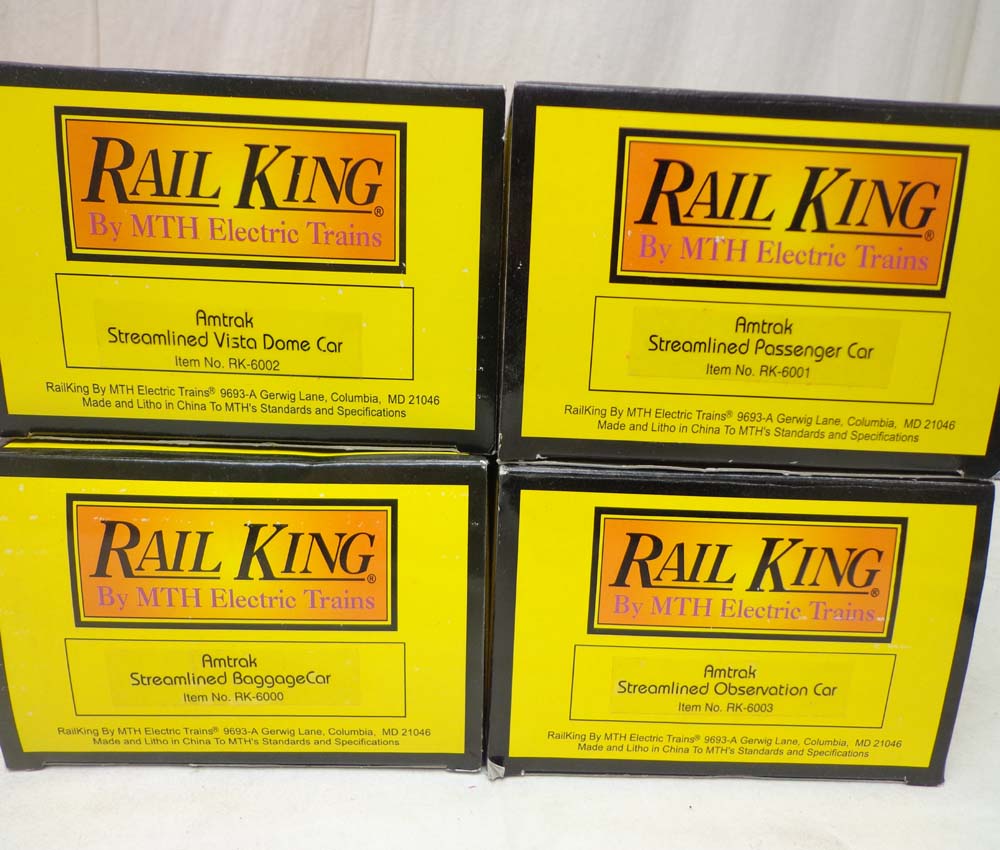 RAIL KING®
By MTH Electric Trains
Amtrak
Streamlined Vista Dome Car
Item No. RK-6002
RailKing By MTH Electric Trains® 9693-A Gerwig Lane, Columbia, MD 21046
Made and Litho in China To MTH's Standards and Specifications
RAIL KING®
By MTH Electric Trains
Amtrak
Streamlined Passenger Car
Item No. RK-6001
RailKing By MTH Electric Trains® 9693-A Gerwig Lane, Columbia, MD 21046
Made and Litho in China To MTH's Standards and Specifications
RAIL KING®
By MTH Electric Trains
Amtrak
Streamlined BaggageCar
Item No. RK-6000
RailKing By MTH Electric Trains® 9693-A Gerwig Lane, Columbia, MD 21046
Made and Litho in China To MTH's Standards and Specifications
RAIL KING®
By MTH Electric Trains
Amtrak
Streamlined Observation Car
Item No. RK-6003
RailKing By MTH Electric Trains® 9693-A Gerwig Lane, Columbia, MD 21046
Made and Litho in China To MTH's Standards and Specifications